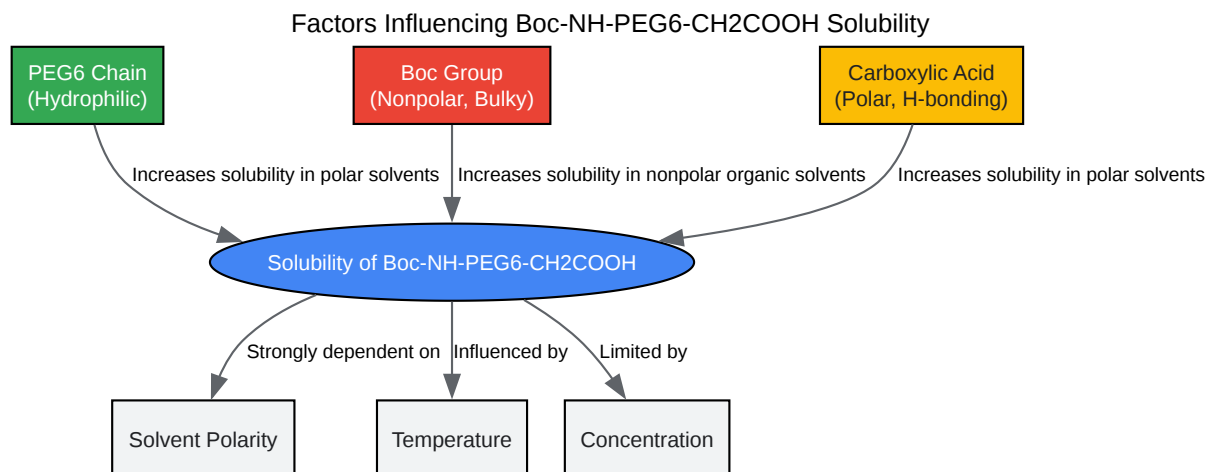 Factors Influencing Boc-NH-PEG6-CH2COOH Solubility
PEG6 Chain
(Hydrophilic)
Boc Group
(Nonpolar, Bulky)
Carboxylic Acid
(Polar, H-bonding)
Increases solubility in polar solvents
Increases solubility in nonpolar organic solvents
Increases solubility in polar solvents
Solubility of Boc-NH-PEG6-CH2COOH
Strongly dependent on
Influenced by
Limited by
Solvent Polarity
Temperature
Concentration